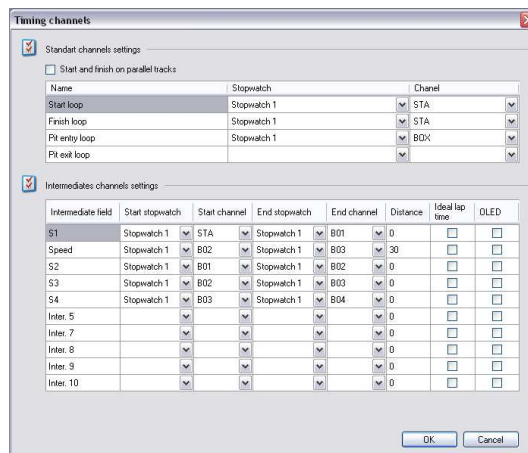 Timing channels
Standart channels settings
Start and finish on parallel tracks
Name Stopwatch Chanel
Start loop Stopwatch 1 STA
Finish loop Stopwatch 1 STA
Pit entry loop Stopwatch 1 BOX
Pit exit loop
Intermediates channels settings
Intermediate field Start stopwatch Start channel End stopwatch End channel Distance Ideal lap time OLED
S1 Stopwatch 1 STA Stopwatch 1 B01 0
Speed Stopwatch 1 B02 Stopwatch 1 B03 30
S2 Stopwatch 1 B01 Stopwatch 1 B02 0
S3 Stopwatch 1 B02 Stopwatch 1 B03 0
S4 Stopwatch 1 B03 Stopwatch 1 B04 0
Inter. 5 0
Inter. 7 0
Inter. 8 0
Inter. 9 0
Inter. 10 0
OK Cancel